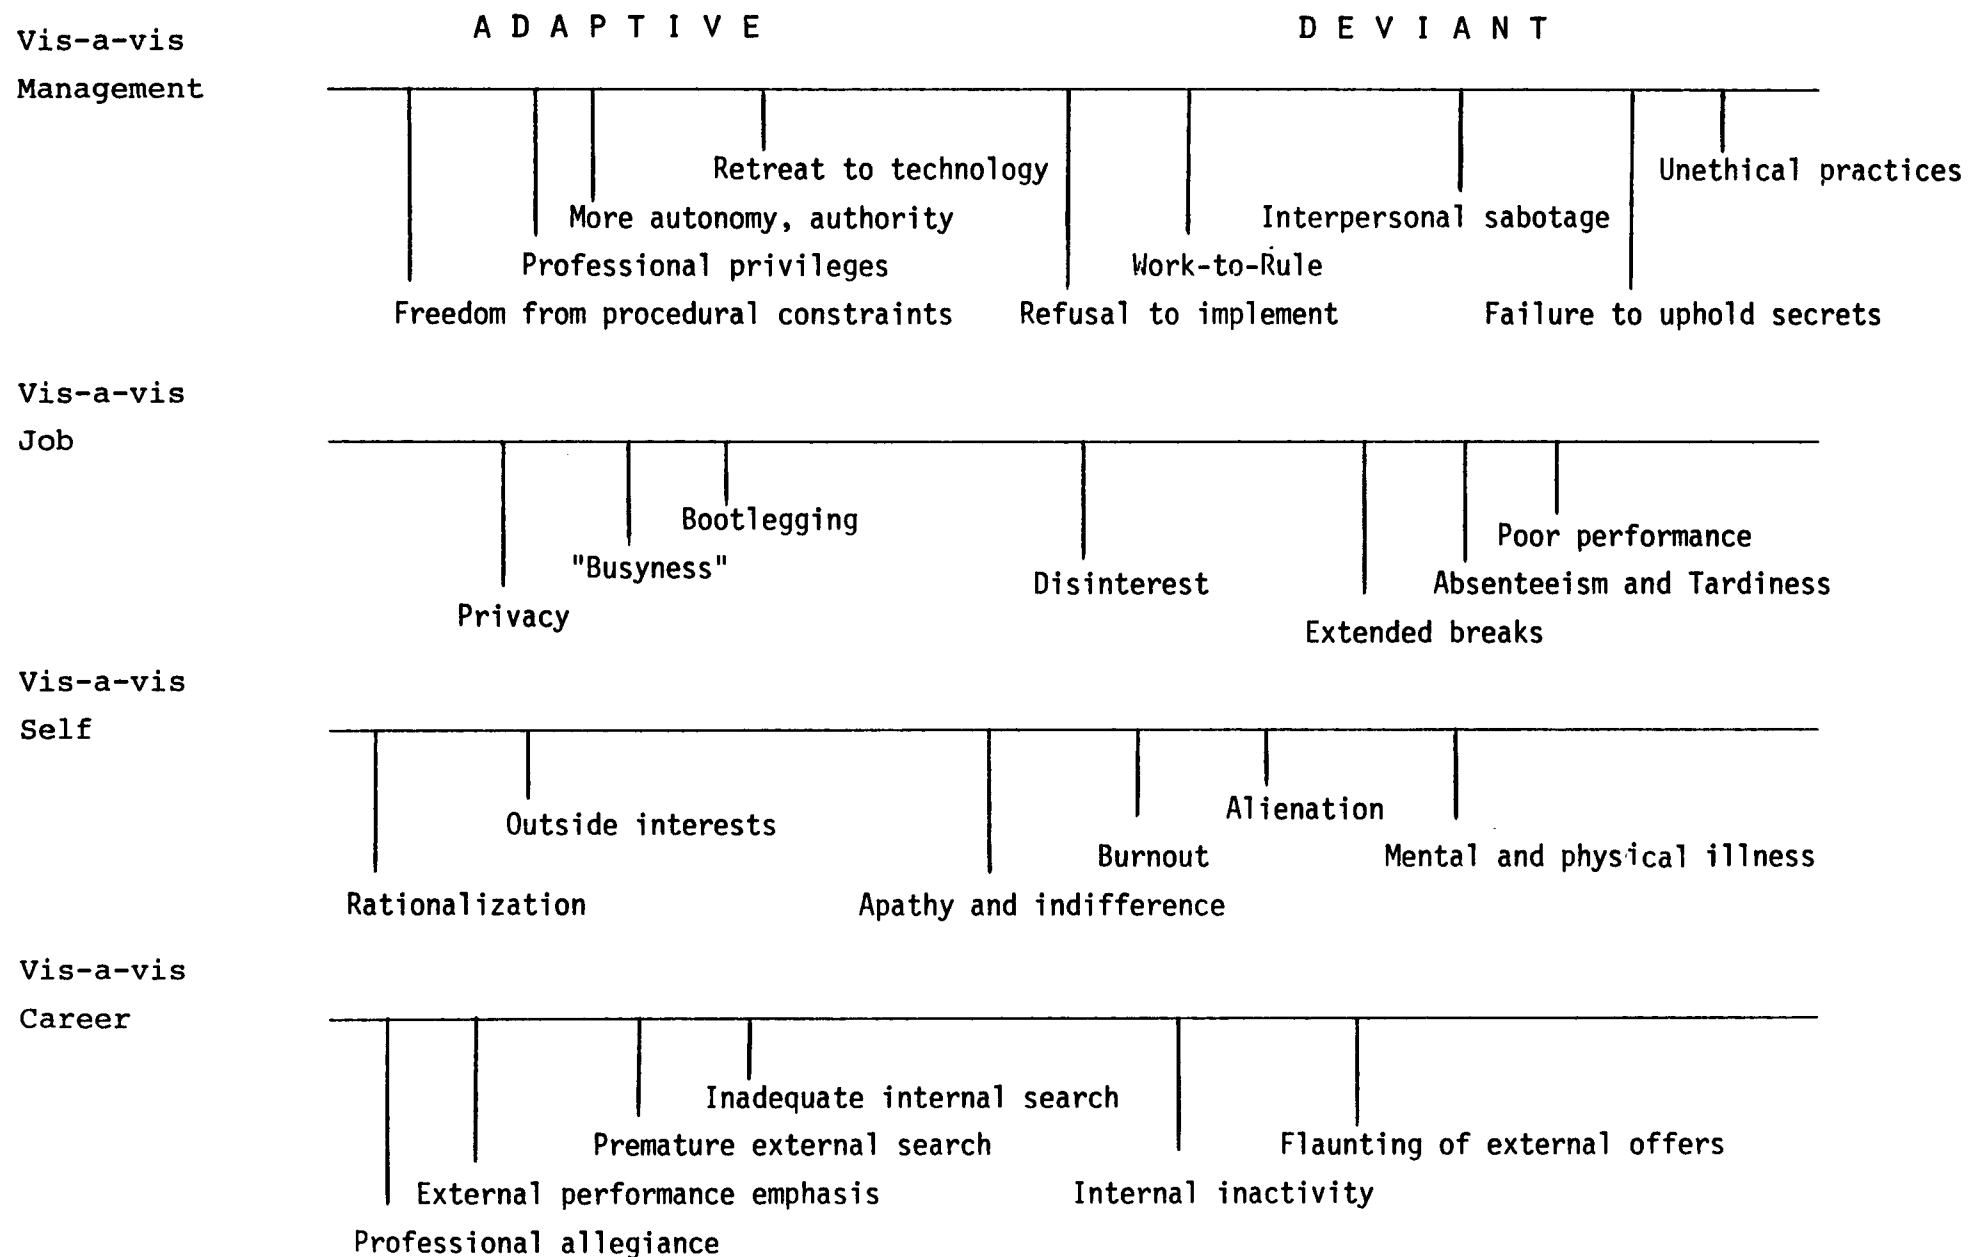 A D A P T I V E D E V I A N T
Vis-a-vis
Management
Retreat to technology Unethical practices
More autonomy, authority Interpersonal sabotage
Professional privileges Work-to-Rule
Freedom from procedural constraints Refusal to implement Failure to uphold secrets
Vis-a-vis
Job
Bootlegging
Poor performance
"Busyness"
Disinterest Absenteeism and Tardiness
Privacy
Extended breaks
Vis-a-vis
Self
Alienation
Outside interests
Burnout Mental and physical illness
Rationalization Apathy and indifference
Vis-a-vis
Career
Inadequate internal search
Premature external search Flaunting of external offers
External performance emphasis Internal inactivity
Professional allegiance